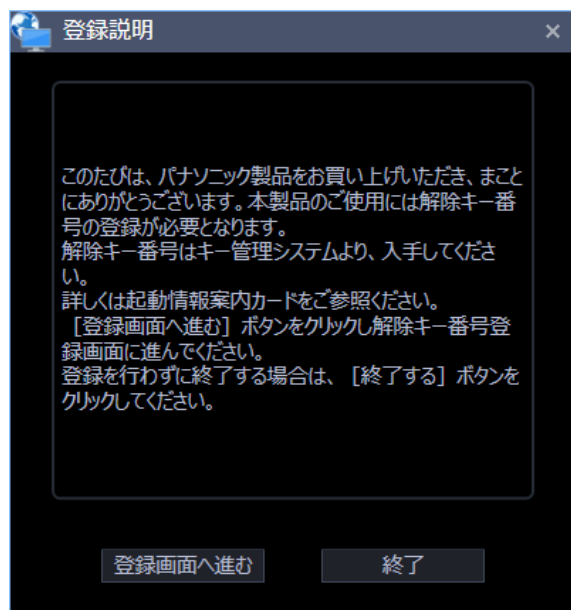 登録説明
このたびは、パナソニック製品をお買い上げいただき、まこと
にありがとうございます。本製品のご使用には解除キー番
号の登録が必要となります。
解除キー番号はキー管理システムより、入手してくださ
い。
詳しくは起動情報案内カードをご参照ください。
［登録画面へ進む］ボタンをクリックし解除キー番号登
録画面に進んでください。
登録を行わずに終了する場合は、［終了する］ボタンを
クリックしてください。
登録画面へ進む
終了